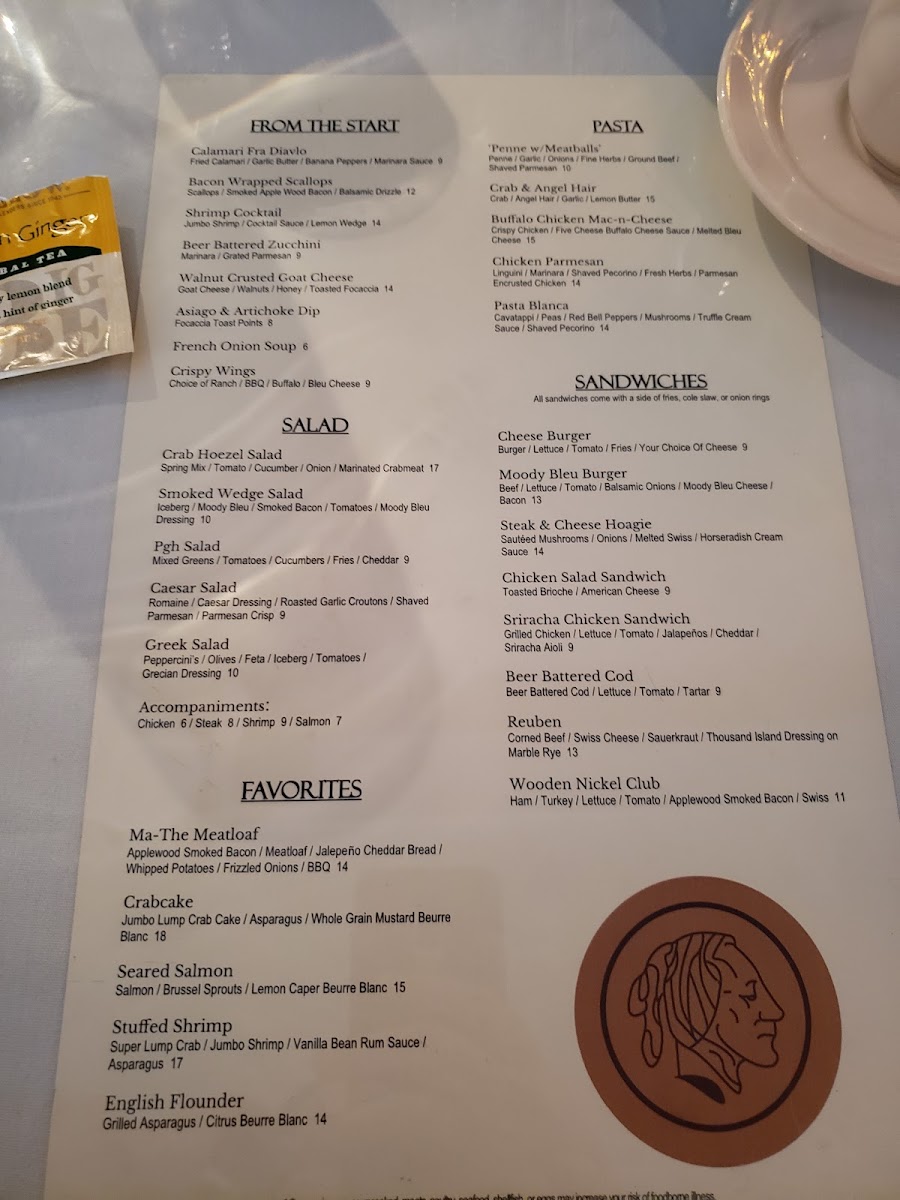 FROM THE START
Calamari Fra Diavlo
Fried Calamari / Garlic Butter / Banana Peppers / Marinara Sauce 9
Bacon Wrapped Scallops
Scallops / Smoked Apple Wood Bacon / Balsamic Drizzle 12
Shrimp Cocktail
Jumbo Shrimp / Cocktail Sauce / Lemon Wedge 14
Beer Battered Zucchini
Marinara / Grated Parmesan 9
Walnut Crusted Goat Cheese
Goat Cheese / Walnuts / Honey / Toasted Focaccia 14
Asiago & Artichoke Dip
Focaccia Toast Points 8
French Onion Soup 6
Crispy Wings
Choice of Ranch / BBQ / Buffalo / Bleu Cheese 9
SALAD
Crab Hoezel Salad
Spring Mix / Tomato / Cucumber / Onion / Marinated Crabmeat 17
Smoked Wedge Salad
Iceberg / Moody Bleu / Smoked Bacon / Tomatoes / Moody Bleu
Dressing 10
Pgh Salad
Mixed Greens / Tomatoes / Cucumbers / Fries / Cheddar 9
Caesar Salad
Romaine / Caesar Dressing / Roasted Garlic Croutons / Shaved
Parmesan / Parmesan Crisp 9
Greek Salad
Peppercini's / Olives / Feta / Iceberg / Tomatoes /
Grecian Dressing 10
Accompaniments:
Chicken 6 / Steak 8 / Shrimp 9 / Salmon 7
FAVORITES
Ma-The Meatloaf
Applewood Smoked Bacon / Meatloaf / Jalepeño Cheddar Bread /
Whipped Potatoes / Frizzled Onions / BBQ 14
Crabcake
Jumbo Lump Crab Cake / Asparagus / Whole Grain Mustard Beurre
Blanc 18
Seared Salmon
Salmon / Brussel Sprouts / Lemon Caper Beurre Blanc 15
Stuffed Shrimp
Super Lump Crab / Jumbo Shrimp / Vanilla Bean Rum Sauce /
Asparagus 17
English Flounder
Grilled Asparagus / Citrus Beurre Blanc 14
PASTA
'Penne w/Meatballs'
Penne / Garlic / Onions / Fine Herbs / Ground Beef /
Shaved Parmesan 10
Crab & Angel Hair
Crab / Angel Hair / Garlic / Lemon Butter 15
Buffalo Chicken Mac-n-Cheese
Crispy Chicken / Five Cheese Buffalo Cheese Sauce / Melted Bleu
Cheese 15
Chicken Parmesan
Linguini / Marinara / Shaved Pecorino / Fresh Herbs / Parmesan
Encrusted Chicken 14
Pasta Blanca
Cavatappi / Peas / Red Bell Peppers / Mushrooms / Truffle Cream
Sauce / Shaved Pecorino 14
SANDWICHES
All sandwiches come with a side of fries, cole slaw, or onion rings
Cheese Burger
Burger / Lettuce / Tomato / Fries / Your Choice Of Cheese 9
Moody Bleu Burger
Beef / Lettuce / Tomato / Balsamic Onions / Moody Bleu Cheese /
Bacon 13
Steak & Cheese Hoagie
Sautéed Mushrooms / Onions / Melted Swiss / Horseradish Cream
Sauce 14
Chicken Salad Sandwich
Toasted Brioche / American Cheese 9
Sriracha Chicken Sandwich
Grilled Chicken / Lettuce / Tomato / Jalapeños / Cheddar /
Sriracha Aioli 9
Beer Battered Cod
Beer Battered Cod / Lettuce / Tomato / Tartar 9
Reuben
Corned Beef / Swiss Cheese / Sauerkraut / Thousand Island Dressing on
Marble Rye 13
Wooden Nickel Club
Ham / Turkey / Lettuce / Tomato / Applewood Smoked Bacon / Swiss 11
seafood, shellfish, or eggs may increase your risk of foodborne illness.
n Ginger
BAL TEA
y lemon blend
hint of ginger